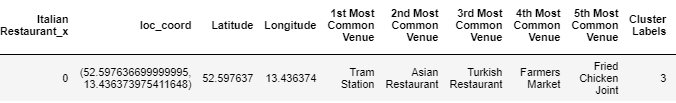 Italian Restaurant_x loc_coord Latitude Longitude 1st Most Common Venue 2nd Most Common Venue 3rd Most Common Venue 4th Most Common Venue 5th Most Common Venue Cluster Labels
0 (52.597636699999995, 13.436373975411648) 52.597637 13.436374 Tram Station Asian Restaurant Turkish Restaurant Farmers Market Fried Chicken Joint 3